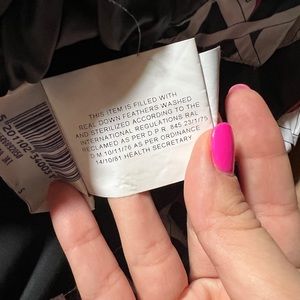 THIS ITEM IS FILLED WITH
REAL DOWN FEATHERS WASHED
AND STERILIZED ACCORDING TO THE
INTERNATIONAL REGULATIONS RAL
RECLAMED AS PER D.P.R. 845 23/1/75
D.M 10/11/76 AS PER ORDINANCE
14/10/81 HEALTH SECRETARY